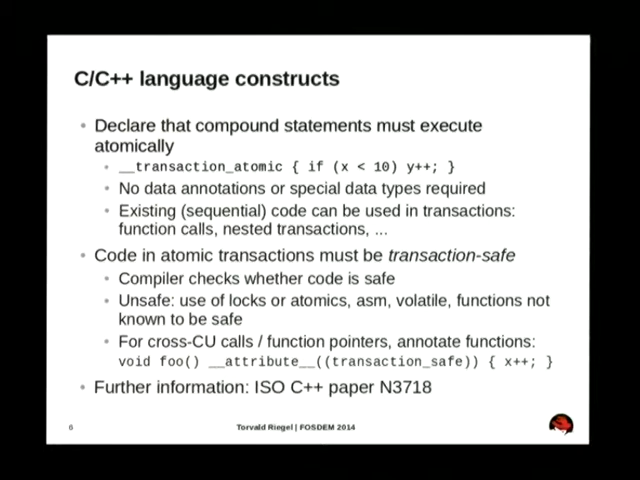 C/C++ language constructs
• Declare that compound statements must execute
atomically
• __transaction_atomic { if (x < 10) y++; }
• No data annotations or special data types required
• Existing (sequential) code can be used in transactions:
function calls, nested transactions, ...
• Code in atomic transactions must be transaction-safe
• Compiler checks whether code is safe
• Unsafe: use of locks or atomics, asm, volatile, functions not
known to be safe
• For cross-CU calls / function pointers, annotate functions:
void foo() __attribute__((transaction_safe)) { x++; }
• Further information: ISO C++ paper N3718
6 Torvald Riegel | FOSDEM 2014